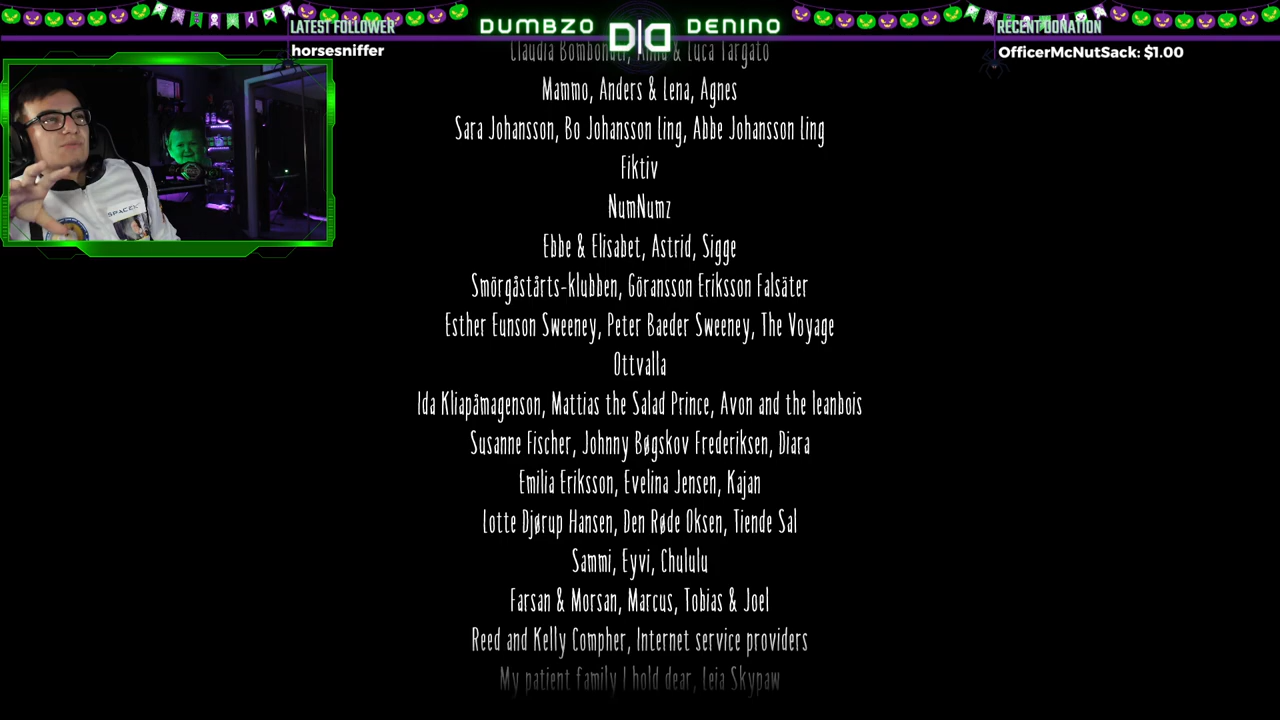 DUMBZO DENINO
D|D
LATEST FOLLOWER
horsesniffer
RECENT DONATION
OfficerMcNutSack: $1.00
SPACEX
& Luca Targato
Mammo, Anders & Lena, Agnes
Sara Johansson, Bo Johansson Ling, Abbe Johansson Ling
Fiktiv
NumNumz
Ebbe & Elisabet, Astrid, Sigge
Smörgåstårts-klubben, Göransson Eriksson Falsäter
Esther Eunson Sweeney, Peter Baeder Sweeney, The Voyage
Ottvalla
Ida Kliapåmagenson, Mattias the Salad Prince, Avon and the leanbois
Susanne Fischer, Johnny Bøgskov Frederiksen, Diara
Emilia Eriksson, Evelina Jensen, Kajan
Lotte Djørup Hansen, Den Røde Oksen, Tiende Sal
Sammi, Eyvi, Chululu
Farsan & Morsan, Marcus, Tobias & Joel
Reed and Kelly Compher, Internet service providers
My patient family I hold dear, Leia Skypaw